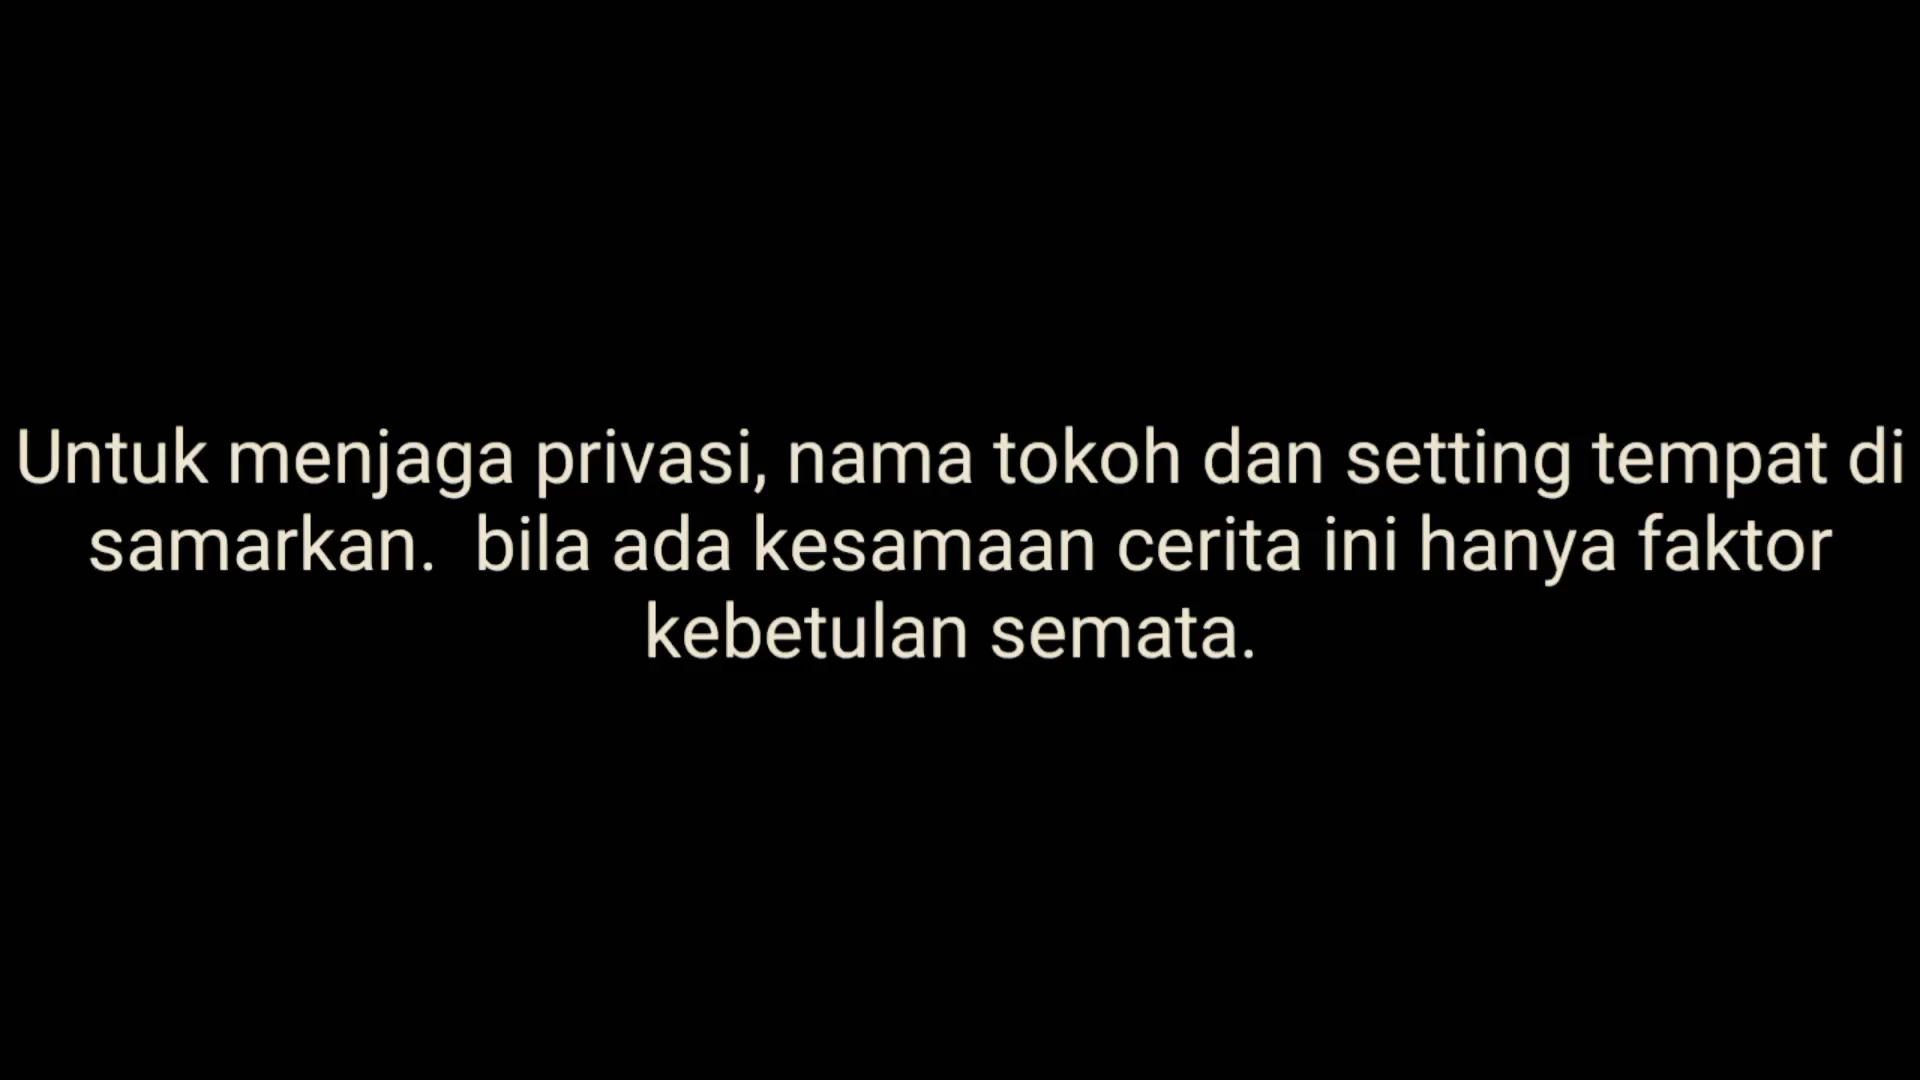 Untuk menjaga privasi, nama tokoh dan setting tempat di
samarkan.  bila ada kesamaan cerita ini hanya faktor
kebetulan semata.